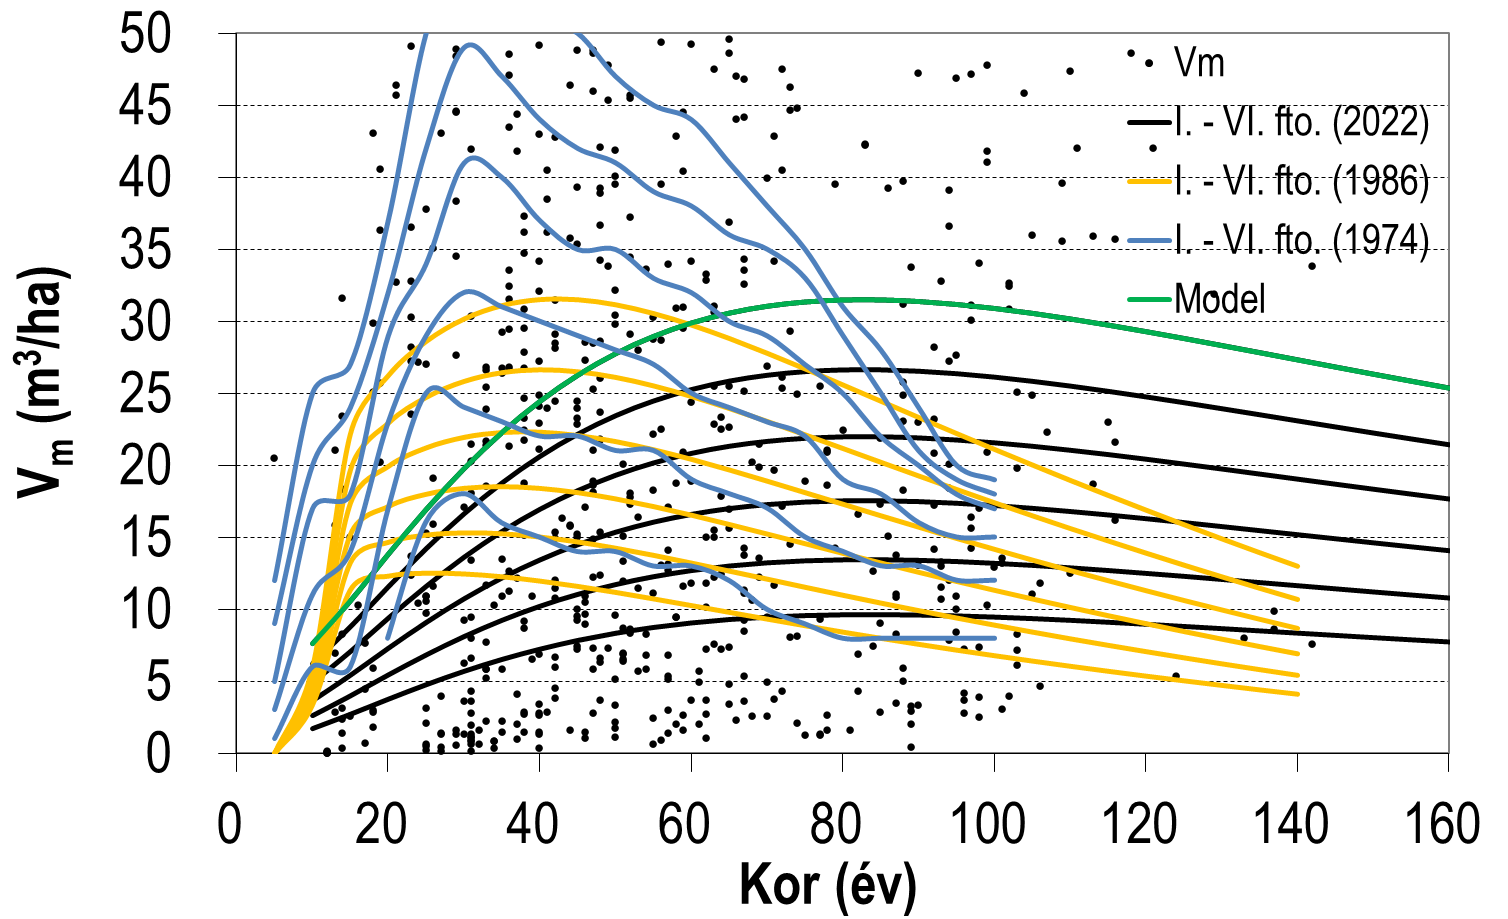 50
45
40
35
30
25
20
15
10
5
0
V_m (m³/ha)
Vm
I. - VI. fto. (2022)
I. - VI. fto. (1986)
I. - VI. fto. (1974)
Model
0 20 40 60 80 100 120 140 160
Kor (év)